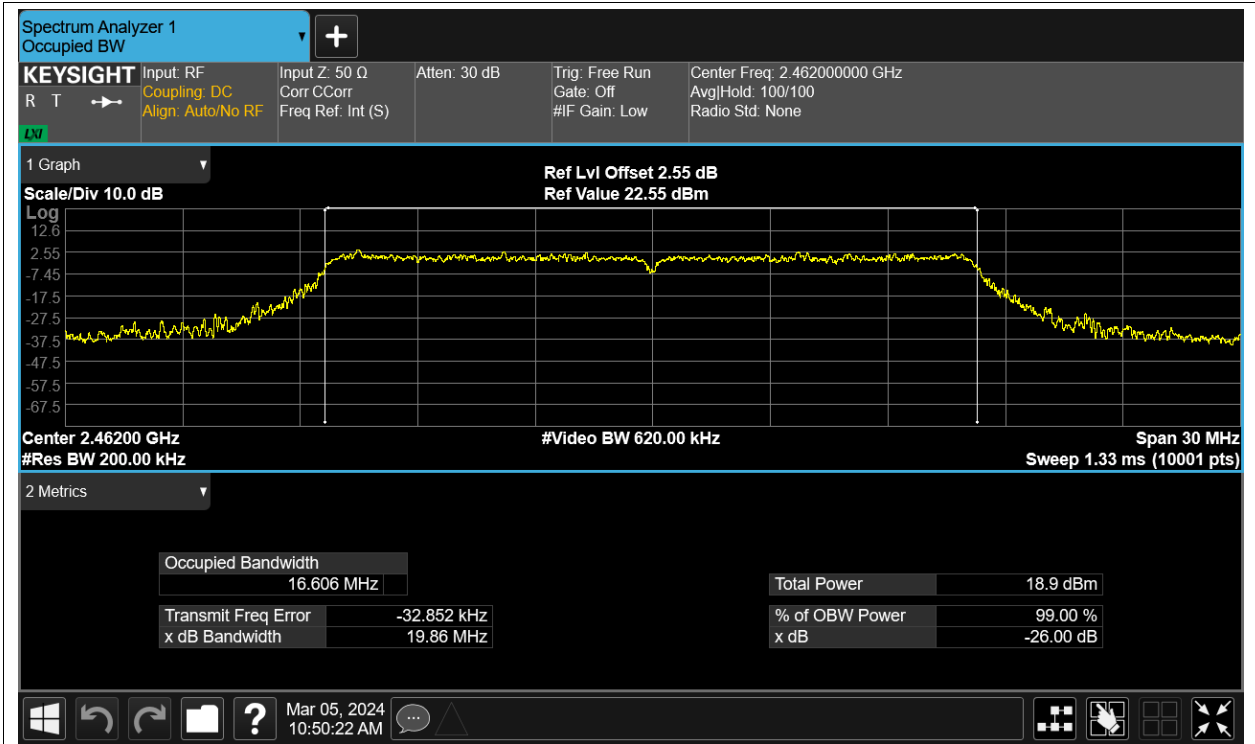 Spectrum Analyzer 1
Occupied BW
KEYSIGHT
R T
LXI
Input: RF
Coupling: DC
Align: Auto/No RF
Input Z: 50 Ω
Corr CCorr
Freq Ref: Int (S)
Atten: 30 dB
Trig: Free Run
Gate: Off
#IF Gain: Low
Center Freq: 2.462000000 GHz
Avg|Hold: 100/100
Radio Std: None
1 Graph
Scale/Div 10.0 dB
Ref Lvl Offset 2.55 dB
Ref Value 22.55 dBm
Log
12.6
2.55
-7.45
-17.5
-27.5
-37.5
-47.5
-57.5
-67.5
Center 2.46200 GHz
#Res BW 200.00 kHz
#Video BW 620.00 kHz
Span 30 MHz
Sweep 1.33 ms (10001 pts)
2 Metrics
Occupied Bandwidth
16.606 MHz
Transmit Freq Error -32.852 kHz
x dB Bandwidth 19.86 MHz
Total Power 18.9 dBm
% of OBW Power 99.00 %
x dB -26.00 dB
?
Mar 05, 2024
10:50:22 AM